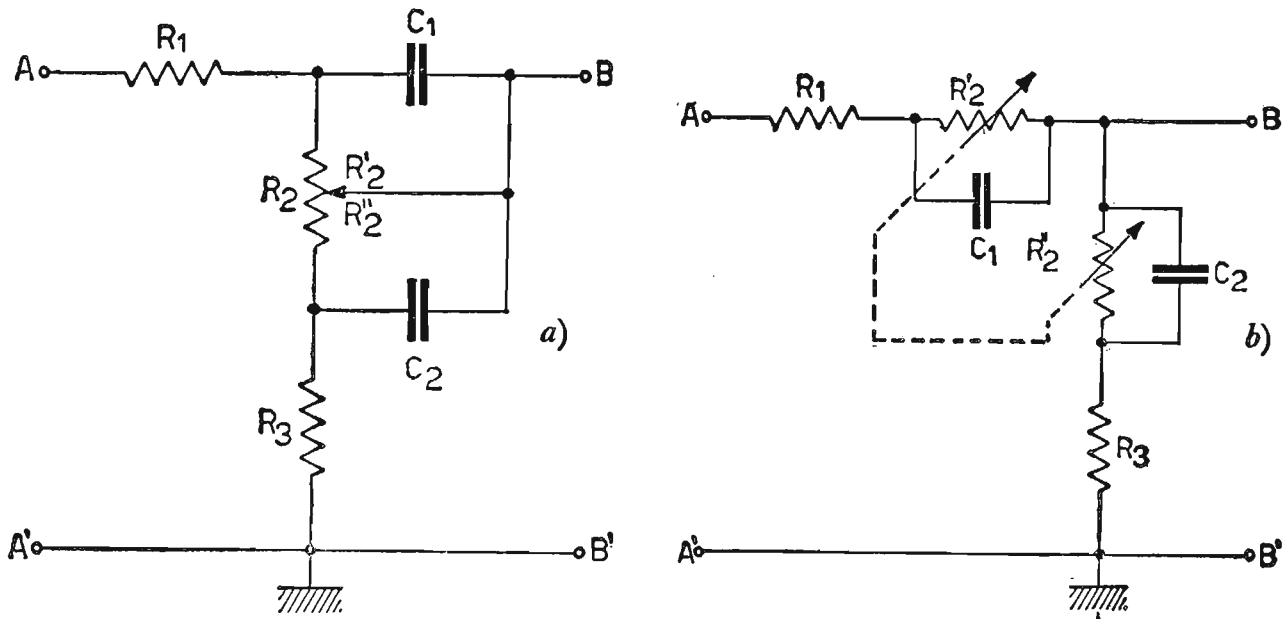 A R₁ C₁ B
R₂ R'₂
R"₂
C₂
a)
R₃
A' B'
A R₁ R'₂ B
C₁ R"₂ C₂
b)
R₃
A' B'